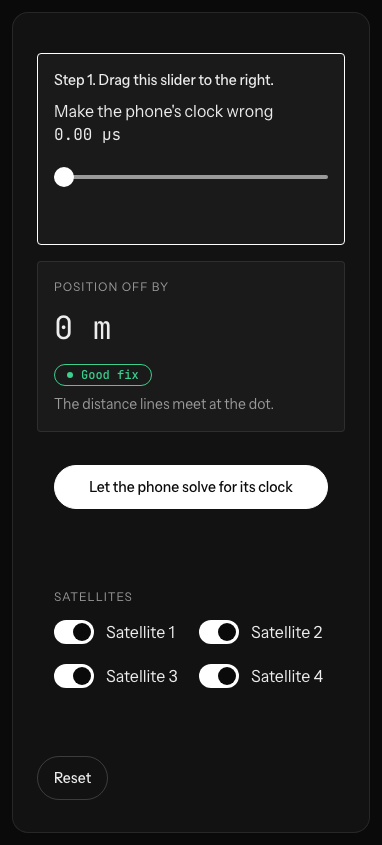 Step 1. Drag this slider to the right.
Make the phone's clock wrong
0.00 µs
POSITION OFF BY
0 m
Good fix
The distance lines meet at the dot.
Let the phone solve for its clock
SATELLITES
Satellite 1
Satellite 2
Satellite 3
Satellite 4
Reset